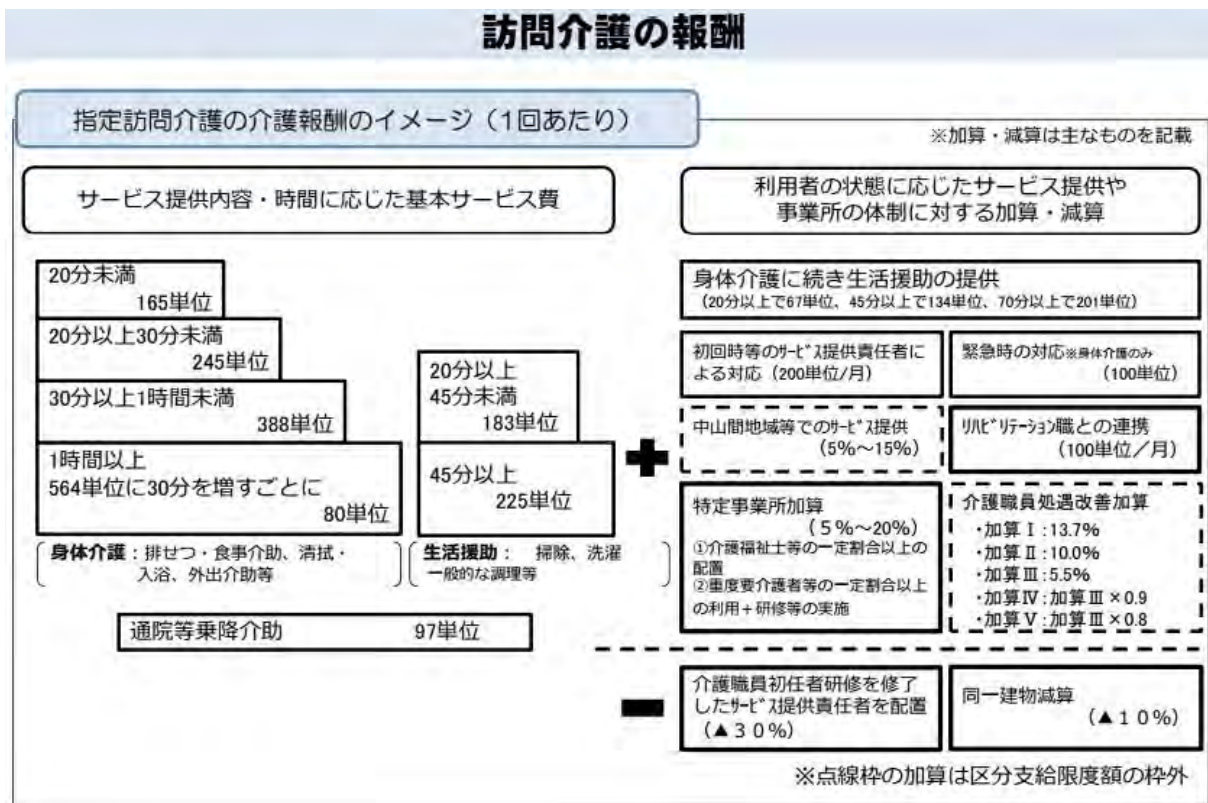 訪問介護の報酬
指定訪問介護の介護報酬のイメージ（1回あたり）
※加算・減算は主なものを記載
サービス提供内容・時間に応じた基本サービス費
20分未満
165単位
20分以上30分未満
245単位
30分以上1時間未満
388単位
1時間以上
564単位に30分を増すごとに
80単位
身体介護：排せつ・食事介助、清拭・
入浴、外出介助等
20分以上
45分未満
183単位
45分以上
225単位
生活援助： 掃除、洗濯
一般的な調理等
通院等乗降介助 97単位
利用者の状態に応じたサービス提供や
事業所の体制に対する加算・減算
身体介護に続き生活援助の提供
（20分以上で67単位、45分以上で134単位、70分以上で201単位）
初回時等のｻｰﾋﾞｽ提供責任者に
よる対応（200単位/月）
緊急時の対応※身体介護のみ
（100単位）
中山間地域等でのｻｰﾋﾞｽ提供
（5%～15%）
ﾘﾊﾋﾞﾘﾃｰｼｮﾝ職との連携
（100単位／月）
特定事業所加算
（５%～20%）
①介護福祉士等の一定割合以上の
配置
②重度要介護者等の一定割合以上
の利用＋研修等の実施
介護職員処遇改善加算
・加算Ⅰ：13.7%
・加算Ⅱ：10.0%
・加算Ⅲ：5.5%
・加算Ⅳ：加算Ⅲ×0.9
・加算Ⅴ：加算Ⅲ×0.8
介護職員初任者研修を修了
したｻｰﾋﾞｽ提供責任者を配置
（▲３０%）
同一建物減算
（▲１０%）
※点線枠の加算は区分支給限度額の枠外